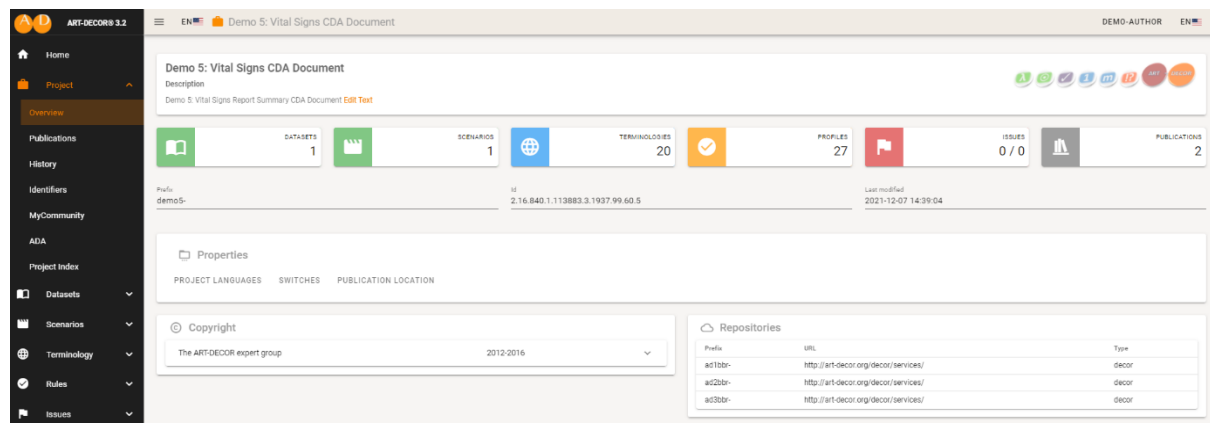 AD ART-DECOR® 3.2
EN Demo 5: Vital Signs CDA Document DEMO-AUTHOR EN
Home
Project
Overview
Publications
History
Identifiers
MyCommunity
ADA
Project Index
Datasets
Scenarios
Terminology
Rules
Issues
Demo 5: Vital Signs CDA Document
Description
Demo 5: Vital Signs Report Summary CDA Document Edit Text
DATASETS
1
SCENARIOS
1
TERMINOLOGIES
20
PROFILES
27
ISSUES
0 / 0
PUBLICATIONS
2
Prefix
demo5-
Id
2.16.840.1.113883.3.1937.99.60.5
Last modified
2021-12-07 14:39:04
Properties
PROJECT LANGUAGES SWITCHES PUBLICATION LOCATION
Copyright
The ART-DECOR expert group 2012-2016
Repositories
Prefix URL Type
ad1bbr- http://art-decor.org/decor/services/ decor
ad2bbr- http://art-decor.org/decor/services/ decor
ad3bbr- http://art-decor.org/decor/services/ decor